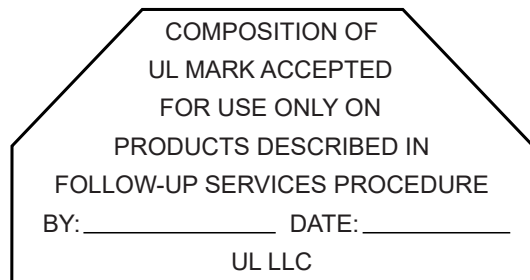 COMPOSITION OF
UL MARK ACCEPTED
FOR USE ONLY ON
PRODUCTS DESCRIBED IN
FOLLOW-UP SERVICES PROCEDURE
BY: DATE:
UL LLC